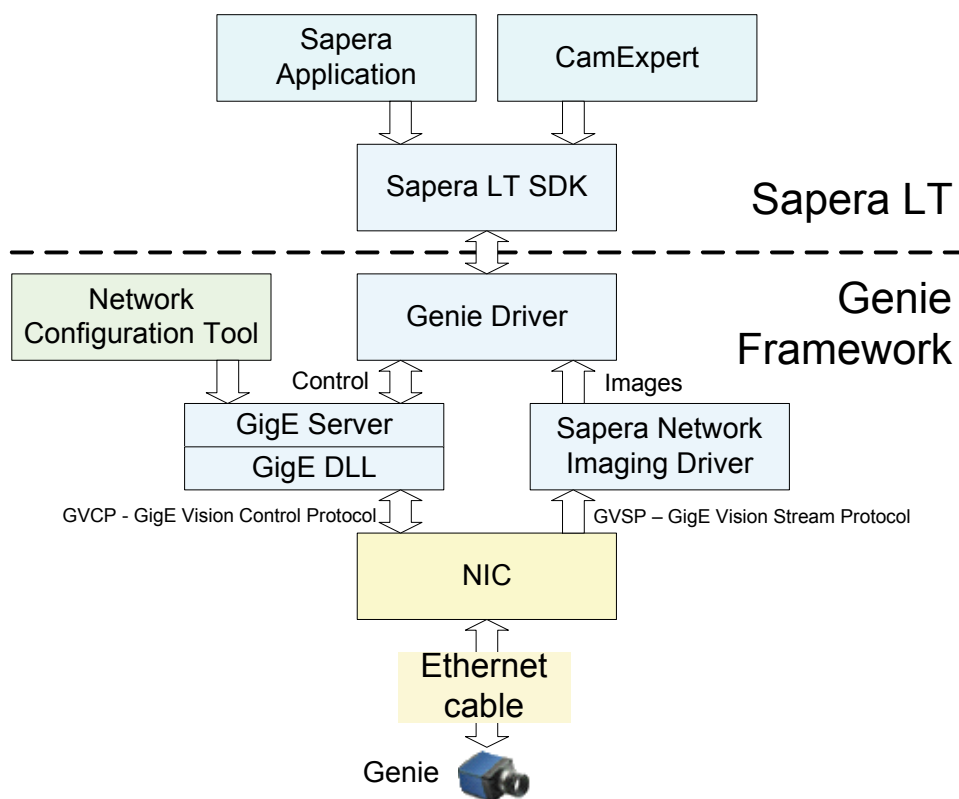 Sapera
Application
CamExpert
Sapera LT SDK
Sapera LT
Network
Configuration Tool
Genie Driver
Genie
Framework
Control
Images
GigE Server
GigE DLL
Sapera Network
Imaging Driver
GVCP - GigE Vision Control Protocol
GVSP – GigE Vision Stream Protocol
NIC
Ethernet
cable
Genie